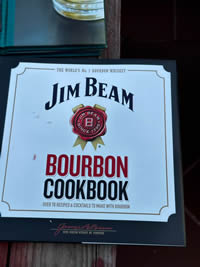 THE WORLD'S No.1 BOURBON WHISKEY
JIM BEAM
B
BOURBON
COOKBOOK
OVER 70 RECIPES & COCKTAILS TO MAKE WITH BOURBON